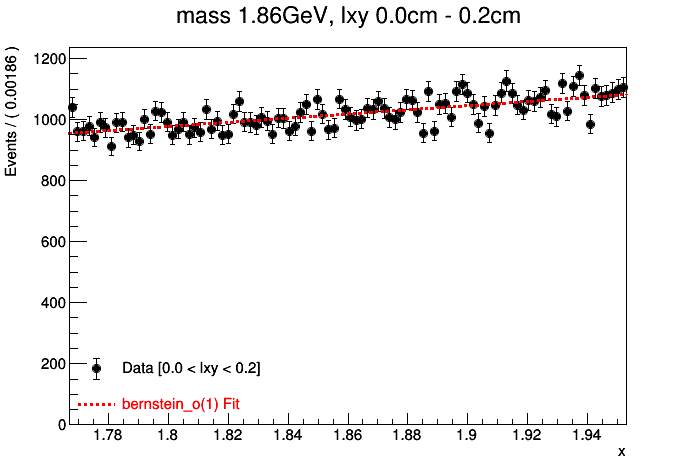 mass 1.86GeV, lxy 0.0cm - 0.2cm
Events / ( 0.00186 )
1200
1000
800
600
400
200
0
Data [0.0 < lxy < 0.2]
bernstein_o(1) Fit
1.78 1.8 1.82 1.84 1.86 1.88 1.9 1.92 1.94
x